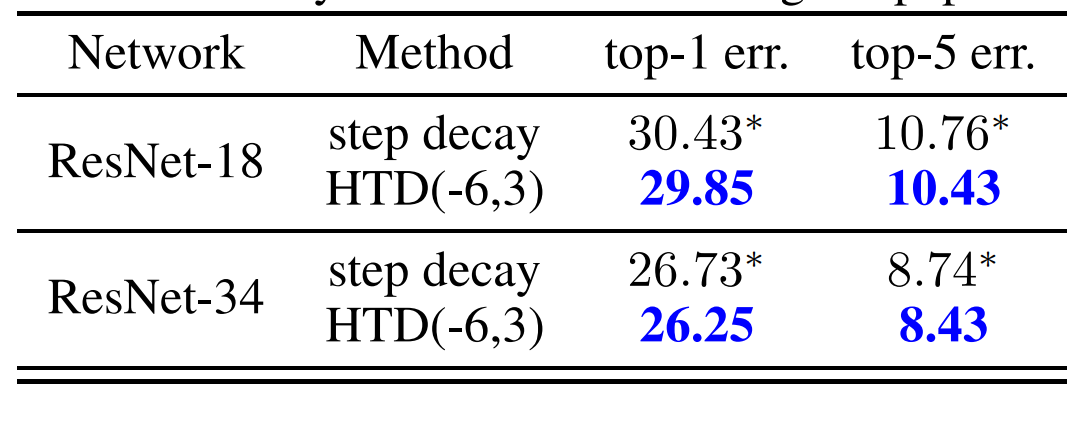 Network Method top-1 err. top-5 err.
ResNet-18 step decay 30.43* 10.76*
HTD(-6,3) 29.85 10.43
ResNet-34 step decay 26.73* 8.74*
HTD(-6,3) 26.25 8.43